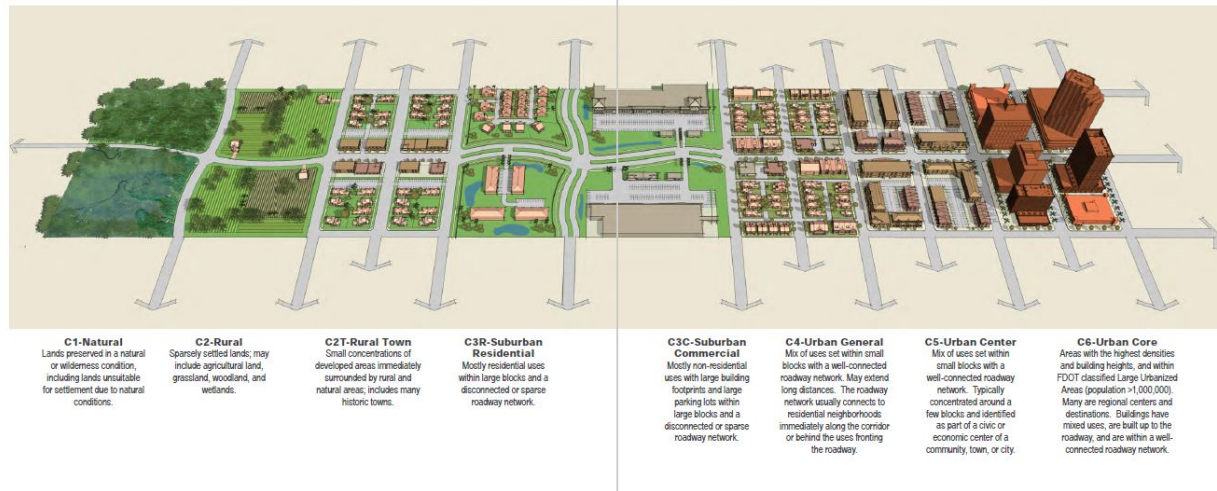 C1-Natural
Lands preserved in a natural
or wilderness condition,
including lands unsuitable
for settlement due to natural
conditions.
C2-Rural
Sparsely settled lands; may
include agricultural land,
grassland, woodland, and
wetlands.
C2T-Rural Town
Small concentrations of
developed areas immediately
surrounded by rural and
natural areas; includes many
historic towns.
C3R-Suburban
Residential
Mostly residential uses
within large blocks and a
disconnected or sparse
roadway network.
C3C-Suburban
Commercial
Mostly non-residential
uses with large building
footprints and large
parking lots within
large blocks and a
disconnected or sparse
roadway network.
C4-Urban General
Mix of uses set within small
blocks with a well-connected
roadway network. May extend
long distances. The roadway
network usually connects to
residential neighborhoods
immediately along the corridor
or behind the uses fronting
the roadway.
C5-Urban Center
Mix of uses set within
small blocks with a
well-connected roadway
network. Typically
concentrated around a
few blocks and identified
as part of a civic or
economic center of a
community, town, or city.
C6-Urban Core
Areas with the highest densities
and building heights, and within
FDOT classified Large Urbanized
Areas (population >1,000,000).
Many are regional centers and
destinations. Buildings have
mixed uses, are built up to the
roadway, and are within a well-
connected roadway network.